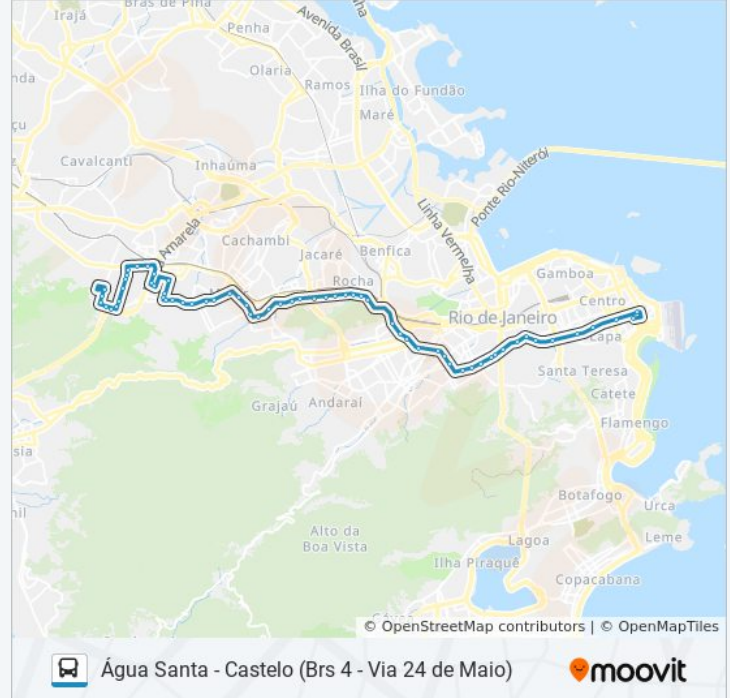 Irajá
Brás de Pina
Penha
Avenida Brasil
Olaria
Ramos
Ilha do Fundão
Maré
Cavalcanti
Inhaúma
Ponte Rio-Niterói
Amarela
Linha Vermelha
Cachambi
Jacaré
Benfica
Rocha
Gamboa
Centro
Rio de Janeiro
Lapa
Santa Teresa
Catete
Grajaú
Andaraí
Flamengo
Botafogo
Urca
Alto da
Boa Vista
Lagoa
Leme
Ilha Piraquê
Copacabana
© OpenStreetMap contributors | © OpenMapTiles
Água Santa - Castelo (Brs 4 - Via 24 de Maio)
moovit